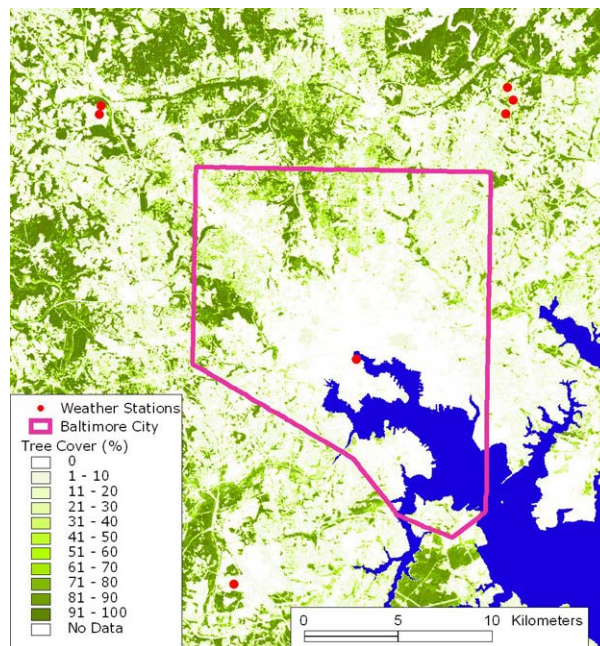 Weather Stations
Baltimore City
Tree Cover (%)
0
1 - 10
11 - 20
21 - 30
31 - 40
41 - 50
51 - 60
61 - 70
71 - 80
81 - 90
91 - 100
No Data
0 5 10 Kilometers